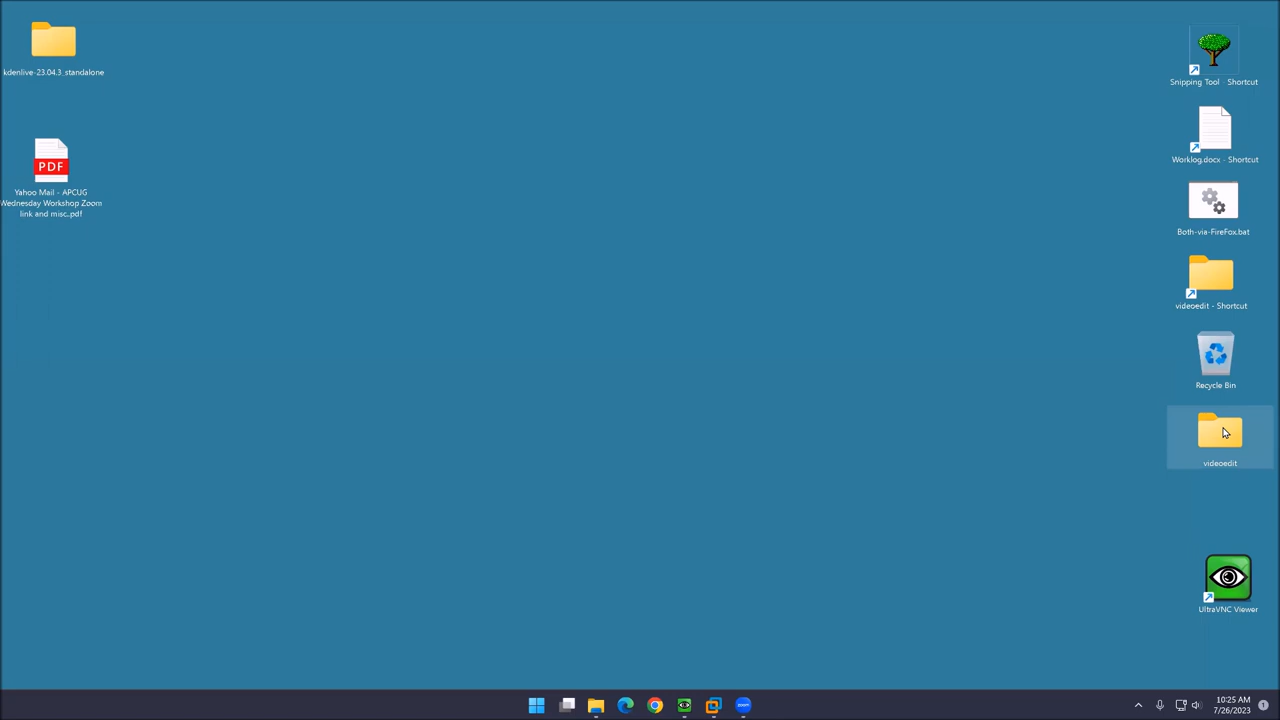 kdenlive-23.04.3_standalone
PDF
Yahoo Mail - APCUG
Wednesday Workshop Zoom
link and misc..pdf
Snipping Tool - Shortcut
Worklog.docx - Shortcut
Both-via-FireFox.bat
videoedit - Shortcut
Recycle Bin
videoedit
UltraVNC Viewer
zoom
10:25 AM
7/26/2023
1